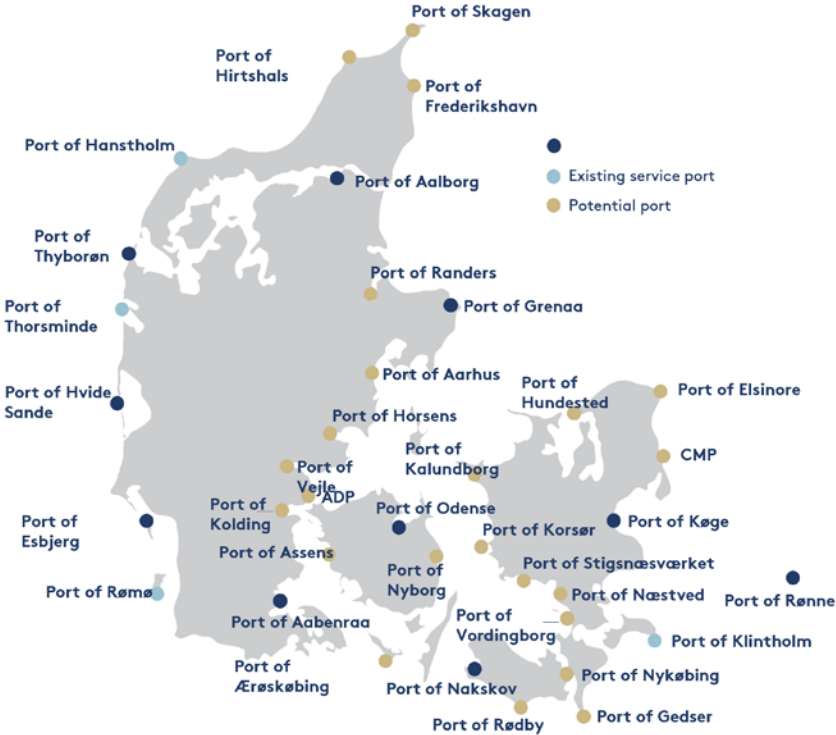 Port of Skagen
Port of
Hirtshals
Port of
Frederikshavn
Port of Hanstholm
Existing service port
Potential port
Port of Aalborg
Port of
Thyborøn
Port of Randers
Port of
Thorsminde
Port of Grenaa
Port of Aarhus
Port of Hvide
Sande
Port of
Hundested
Port of Elsinore
Port of Horsens
Port of
Kalundborg
CMP
Port of
Vejle
ADP
Port of
Kolding
Port of Odense
Port of
Esbjerg
Port of Køge
Port of Korsør
Port of Assens
Port of Stigsnæsværket
Port of
Nyborg
Port of Rømø
Port of Næstved
Port of Rønne
Port of Aabenraa
Port of
Vordingborg
Port of Klintholm
Port of
Ærøskøbing
Port of Nakskov
Port of Nykøbing
Port of Rødby
Port of Gedser